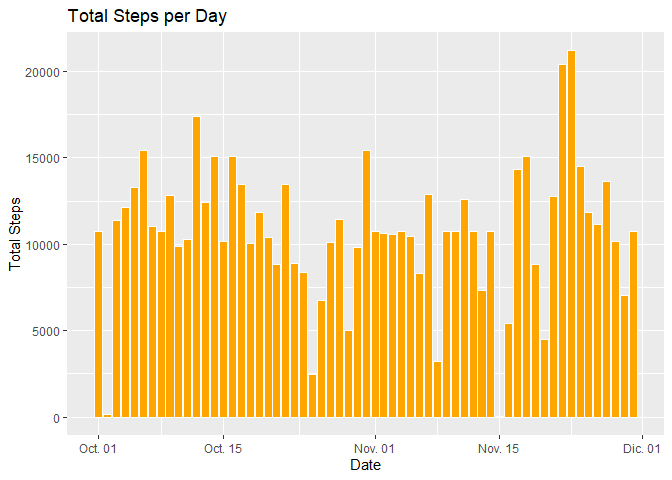 Total Steps per Day
20000
15000
10000
5000
0
Total Steps
Oct. 01 Oct. 15 Nov. 01 Nov. 15 Dic. 01
Date